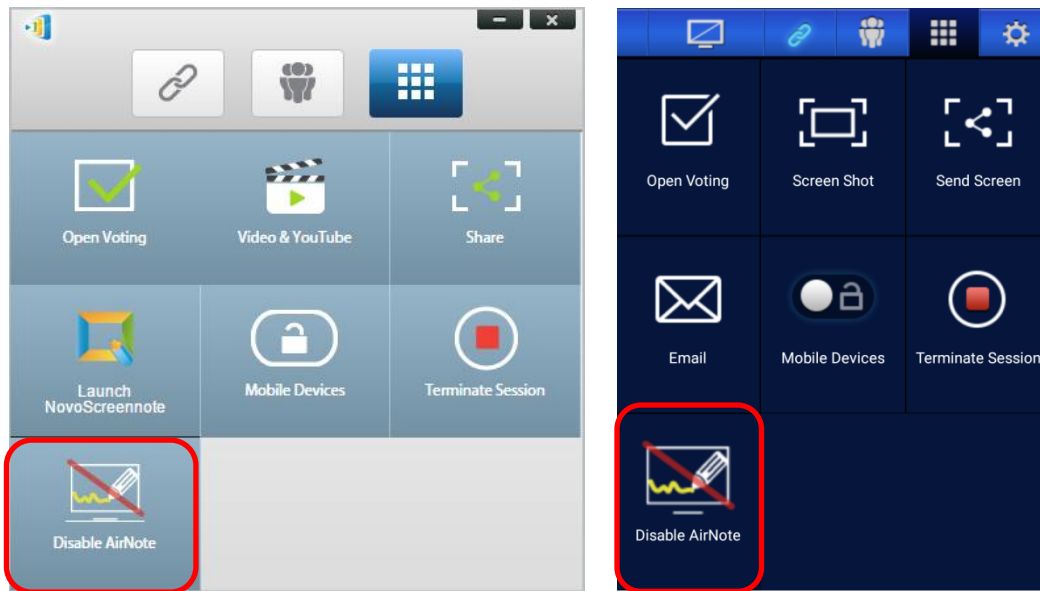 Open Voting
Video & YouTube
Share
Launch
NovoScreennote
Mobile Devices
Terminate Session
Disable AirNote
Open Voting
Screen Shot
Send Screen
Email
Mobile Devices
Terminate Session
Disable AirNote